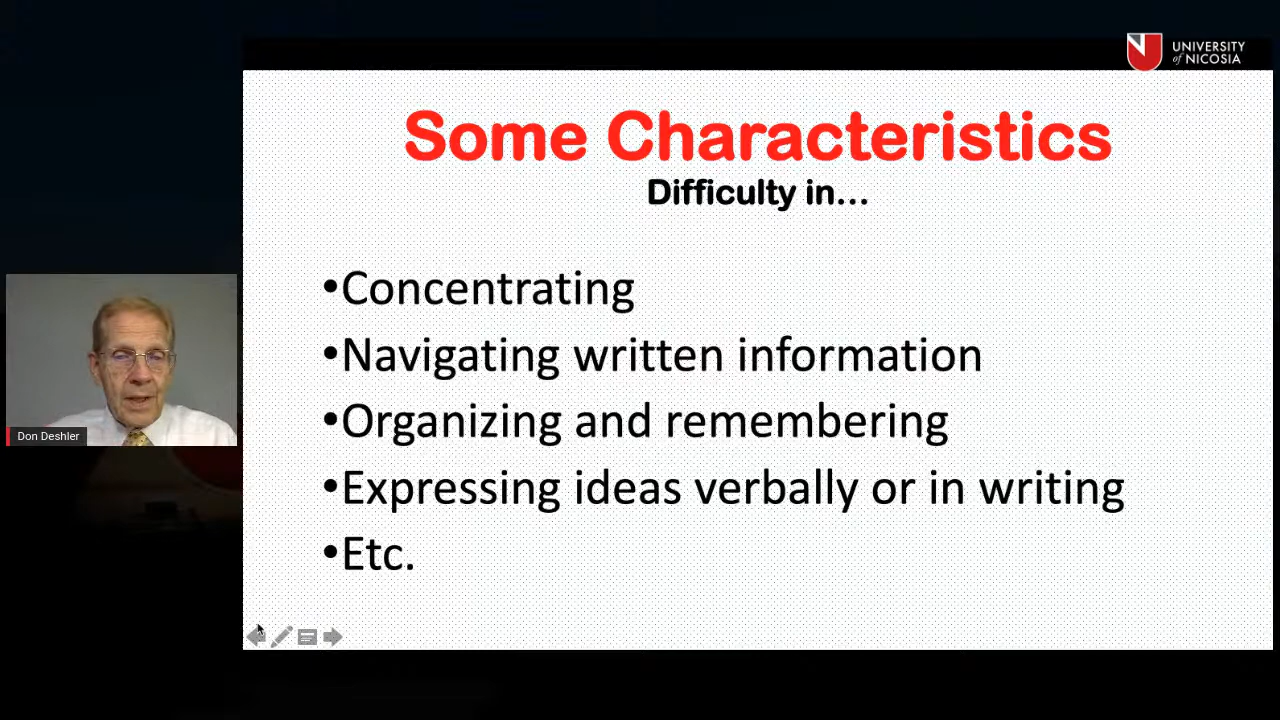 UNIVERSITY
of NICOSIA
Some Characteristics
Difficulty in...
•Concentrating
•Navigating written information
•Organizing and remembering
•Expressing ideas verbally or in writing
•Etc.
Don Deshler